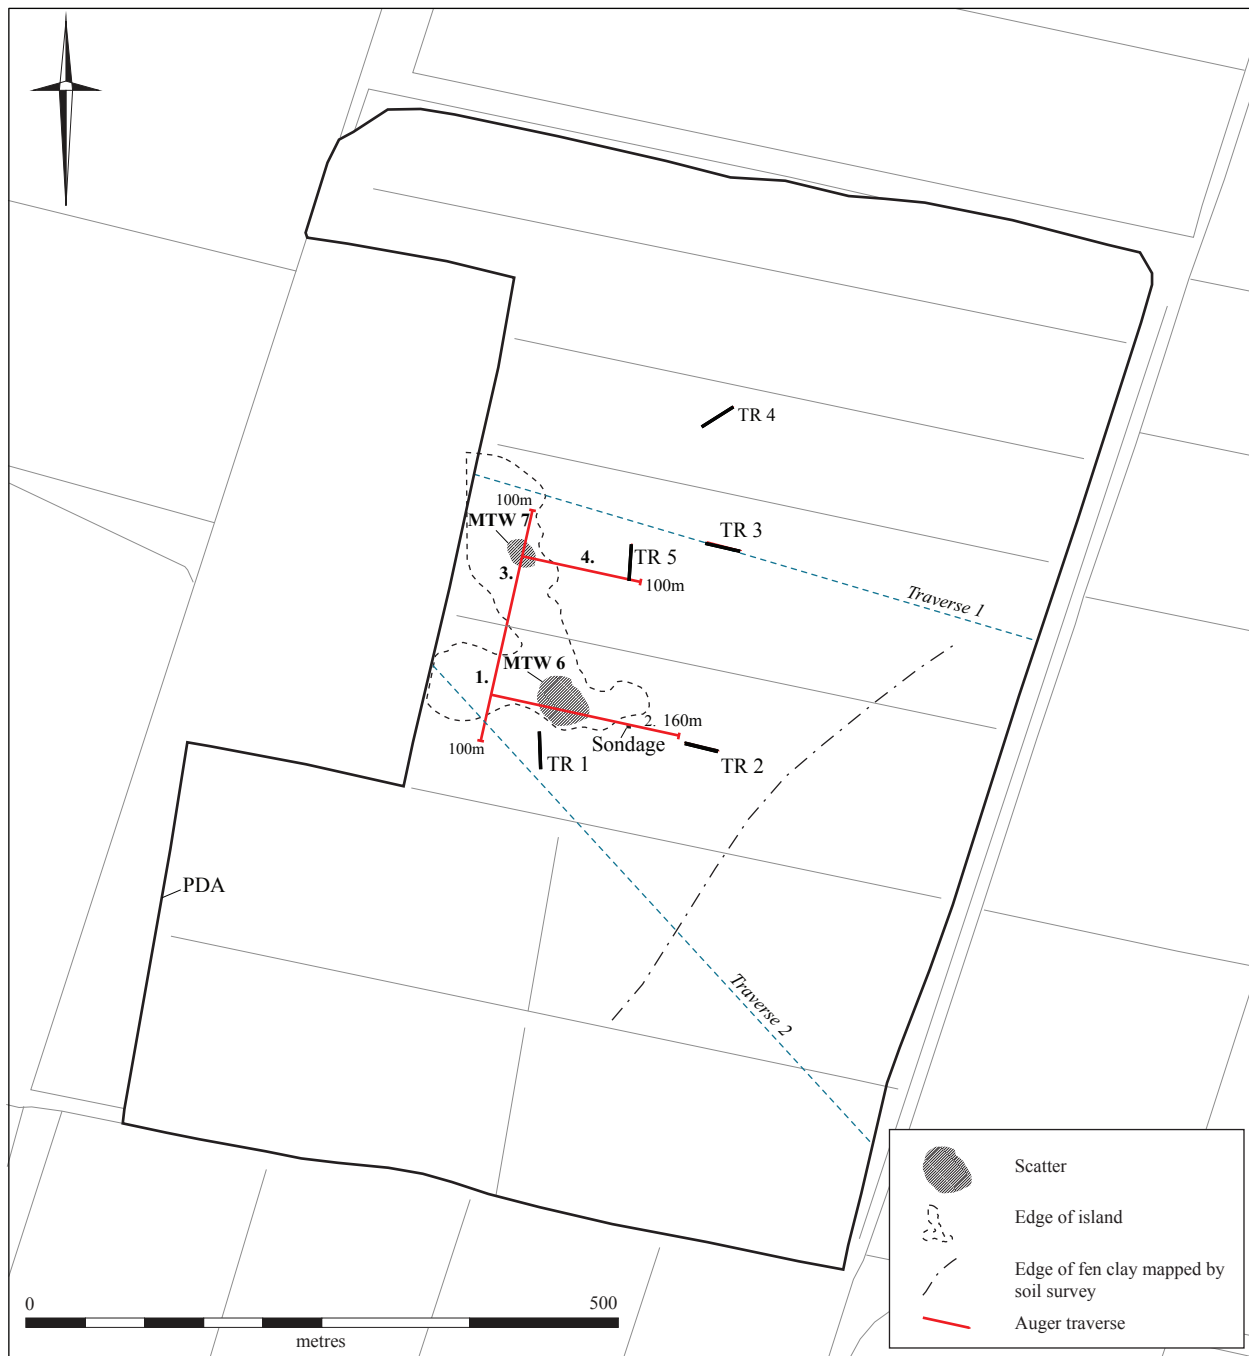 TR 4
100m
MTW 7
TR 3
4.
TR 5
3.
100m
Traverse 1
MTW 6
1.
2. 160m
Sondage
100m
TR 1
TR 2
PDA
Traverse 2
Scatter
Edge of island
Edge of fen clay mapped by
soil survey
Auger traverse
0 500
metres